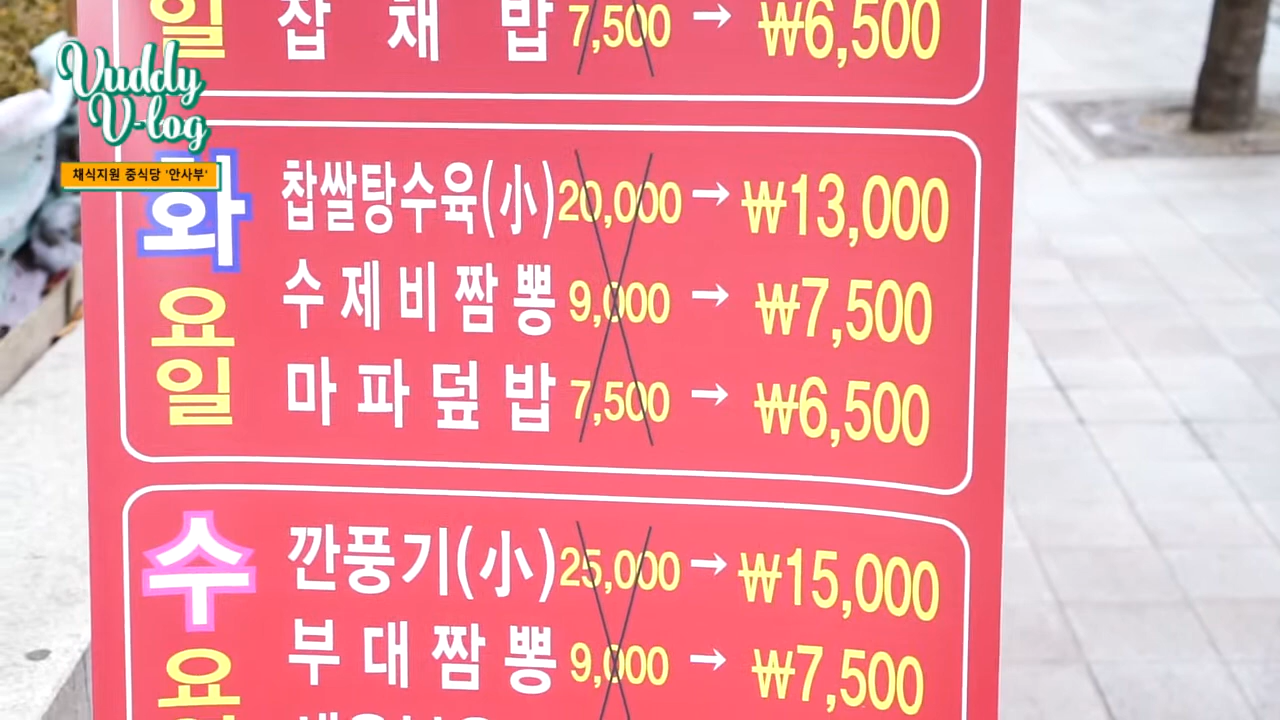 Vuddy
V-log
채식지원 중식당 '안사부'
일
잡채밥 7,500 → ₩6,500
화요일
찹쌀탕수육(小) 20,000 → ₩13,000
수제비짬뽕 9,000 → ₩7,500
마파덮밥 7,500 → ₩6,500
수요
깐풍기(小) 25,000 → ₩15,000
부대짬뽕 9,000 → ₩7,500